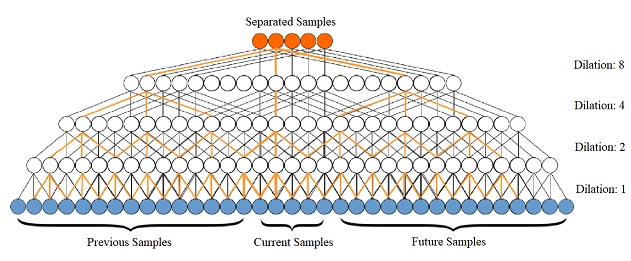 Separated Samples
Dilation: 8
Dilation: 4
Dilation: 2
Dilation: 1
Previous Samples
Current Samples
Future Samples